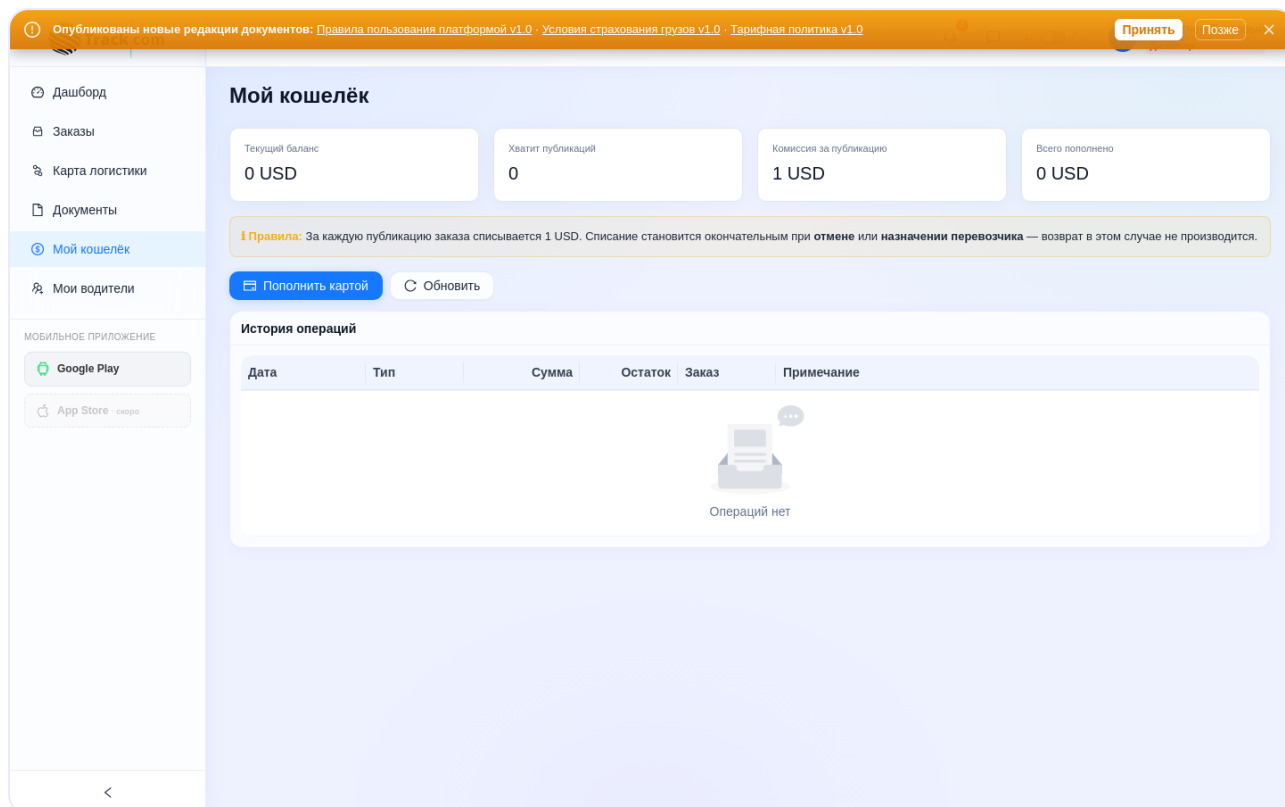 Опубликованы новые редакции документов: Правила пользования платформой v1.0 · Условия страхования грузов v1.0 · Тарифная политика v1.0
Принять
Позже
Track
com
Дашборд
Заказы
Карта логистики
Документы
Мой кошелёк
Мои водители
МОБИЛЬНОЕ ПРИЛОЖЕНИЕ
Google Play
App Store · скоро
Мой кошелёк
Текущий баланс
0 USD
Хватит публикаций
0
Комиссия за публикацию
1 USD
Всего пополнено
0 USD
ℹ Правила: За каждую публикацию заказа списывается 1 USD. Списание становится окончательным при отмене или назначении перевозчика — возврат в этом случае не производится.
Пополнить картой
Обновить
История операций
Дата Тип Сумма Остаток Заказ Примечание
Операций нет